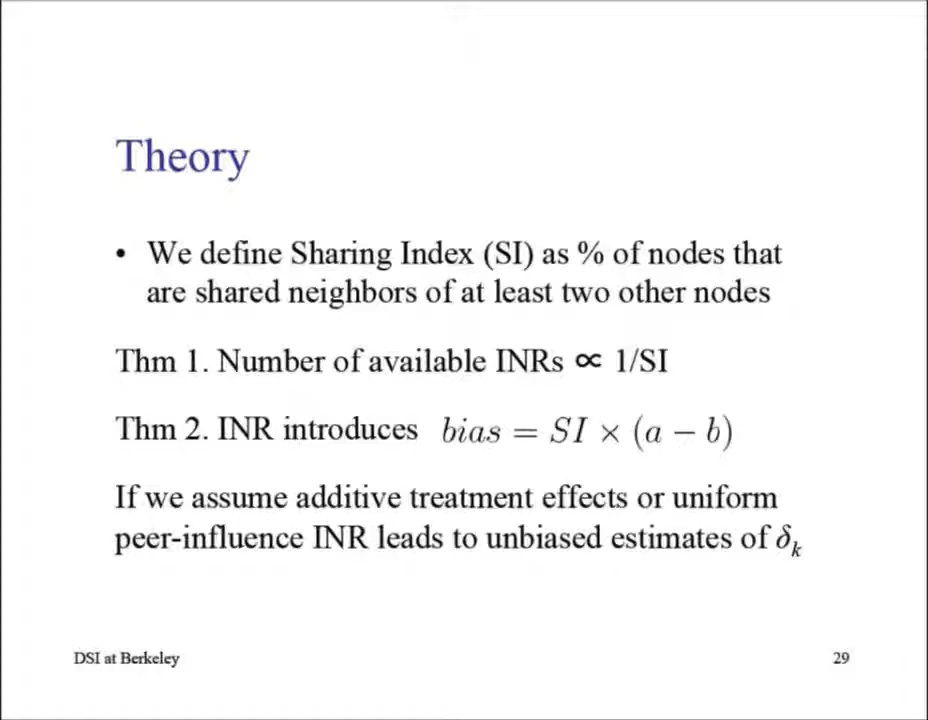 Theory
• We define Sharing Index (SI) as % of nodes that
are shared neighbors of at least two other nodes
Thm 1. Number of available INRs ∝ 1/SI
Thm 2. INR introduces bias = SI × (a − b)
If we assume additive treatment effects or uniform
peer-influence INR leads to unbiased estimates of δₖ
DSI at Berkeley
29